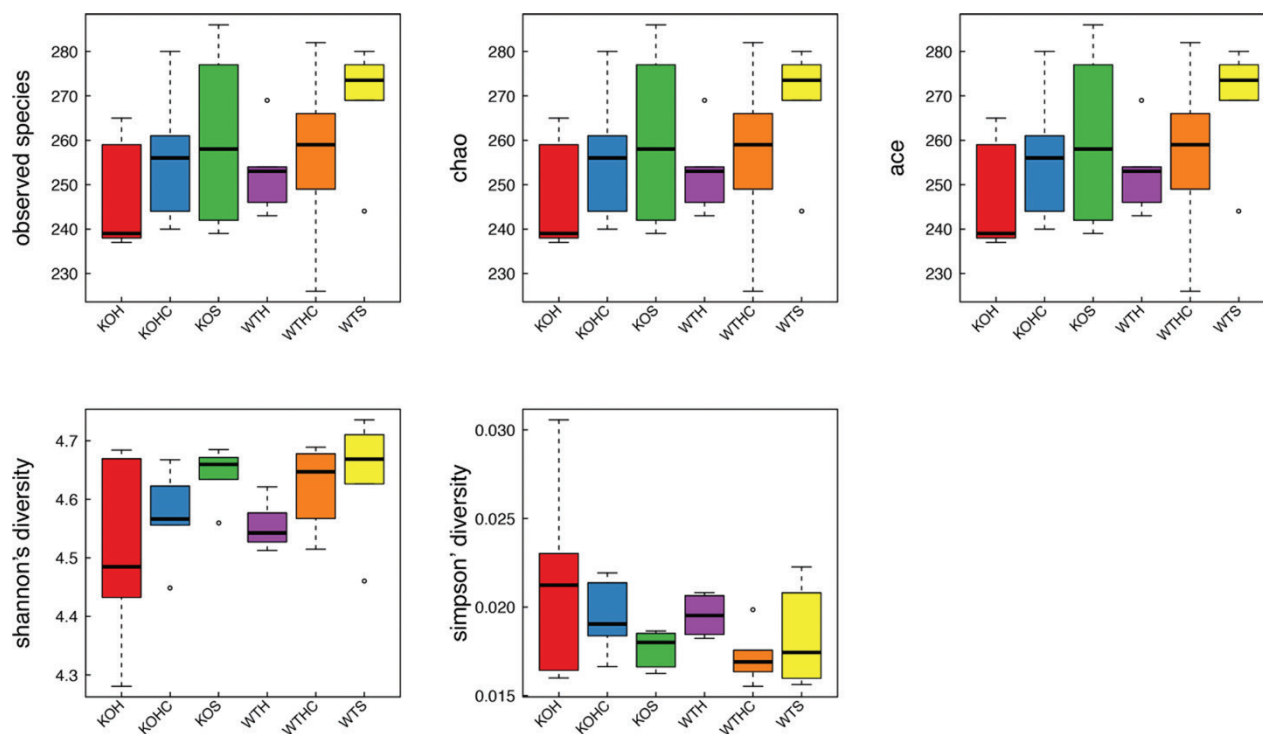 observed species
280
270
260
250
240
230
KOH KOHC KOS WTH WTHC WTS
chao
280
270
260
250
240
230
KOH KOHC KOS WTH WTHC WTS
ace
280
270
260
250
240
230
KOH KOHC KOS WTH WTHC WTS
shannon's diversity
4.7
4.6
4.5
4.4
4.3
KOH KOHC KOS WTH WTHC WTS
simpson' diversity
0.030
0.025
0.020
0.015
KOH KOHC KOS WTH WTHC WTS